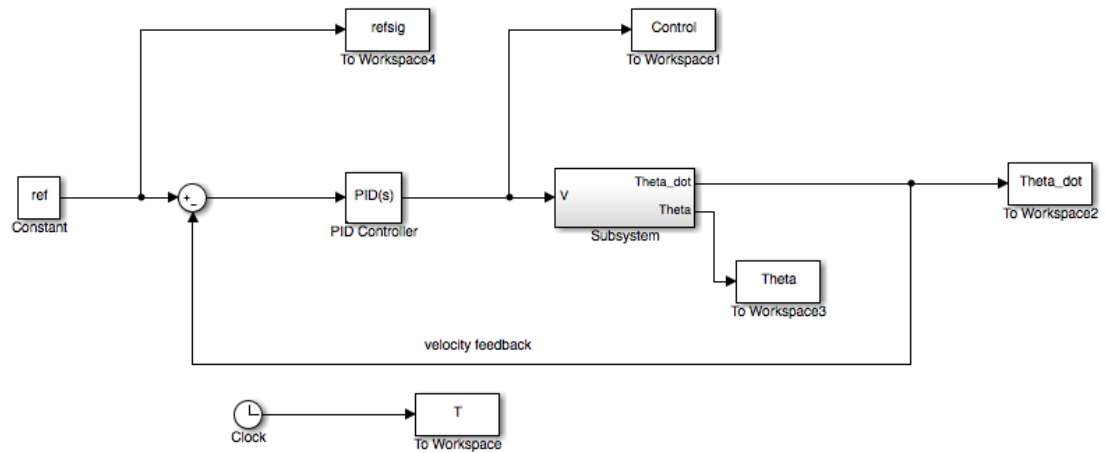 refsig
To Workspace4
Control
To Workspace1
ref
Constant
+
_
PID(s)
PID Controller
V
Theta_dot
Theta
Subsystem
Theta_dot
To Workspace2
Theta
To Workspace3
velocity feedback
Clock
T
To Workspace